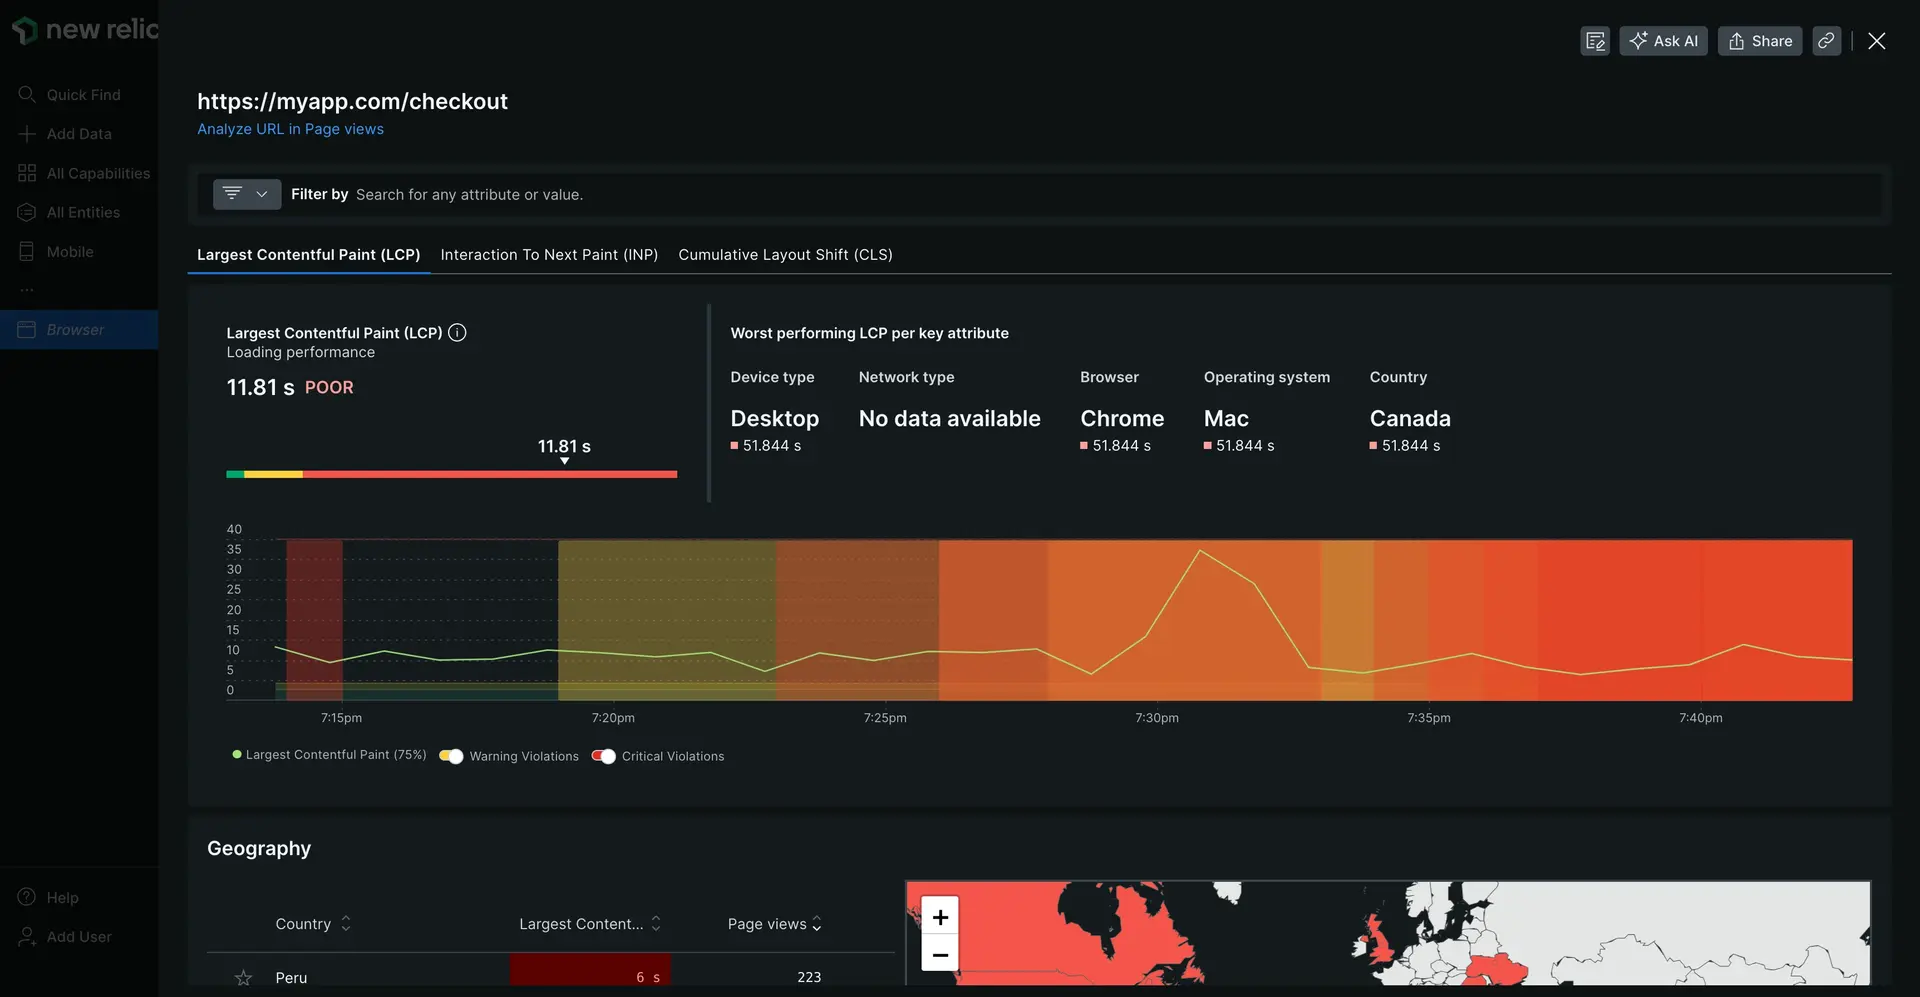 new relic
Ask AI
Share
Quick Find
Add Data
All Capabilities
All Entities
Mobile
...
Browser
Help
Add User
https://myapp.com/checkout
Analyze URL in Page views
Filter by Search for any attribute or value.
Largest Contentful Paint (LCP) Interaction To Next Paint (INP) Cumulative Layout Shift (CLS)
Largest Contentful Paint (LCP)
Loading performance
11.81 s POOR
11.81 s
Worst performing LCP per key attribute
Device type Network type Browser Operating system Country
Desktop No data available Chrome Mac Canada
51.844 s 51.844 s 51.844 s 51.844 s
40
35
30
25
20
15
10
5
0
7:15pm 7:20pm 7:25pm 7:30pm 7:35pm 7:40pm
Largest Contentful Paint (75%) Warning Violations Critical Violations
Geography
Country Largest Content... Page views
Peru 6 s 223
+
−